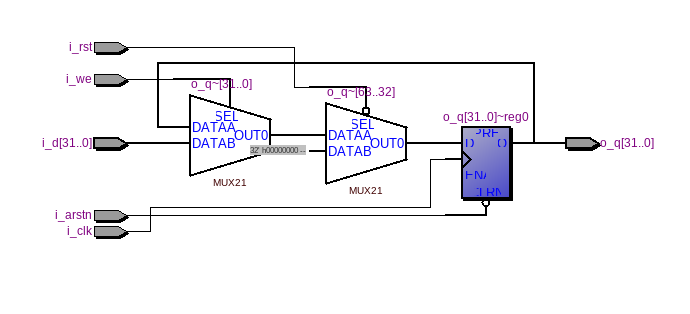 i_rst
i_we
o_q~[31..0]
o_q~[63..32]
SEL
DATAA
DATAB
OUT0
MUX21
32' h00000000 --
SEL
DATAA
DATAB
OUT0
MUX21
o_q[31..0]~reg0
PRE
D
Q
ENA
CLRN
i_d[31..0]
o_q[31..0]
i_arstn
i_clk